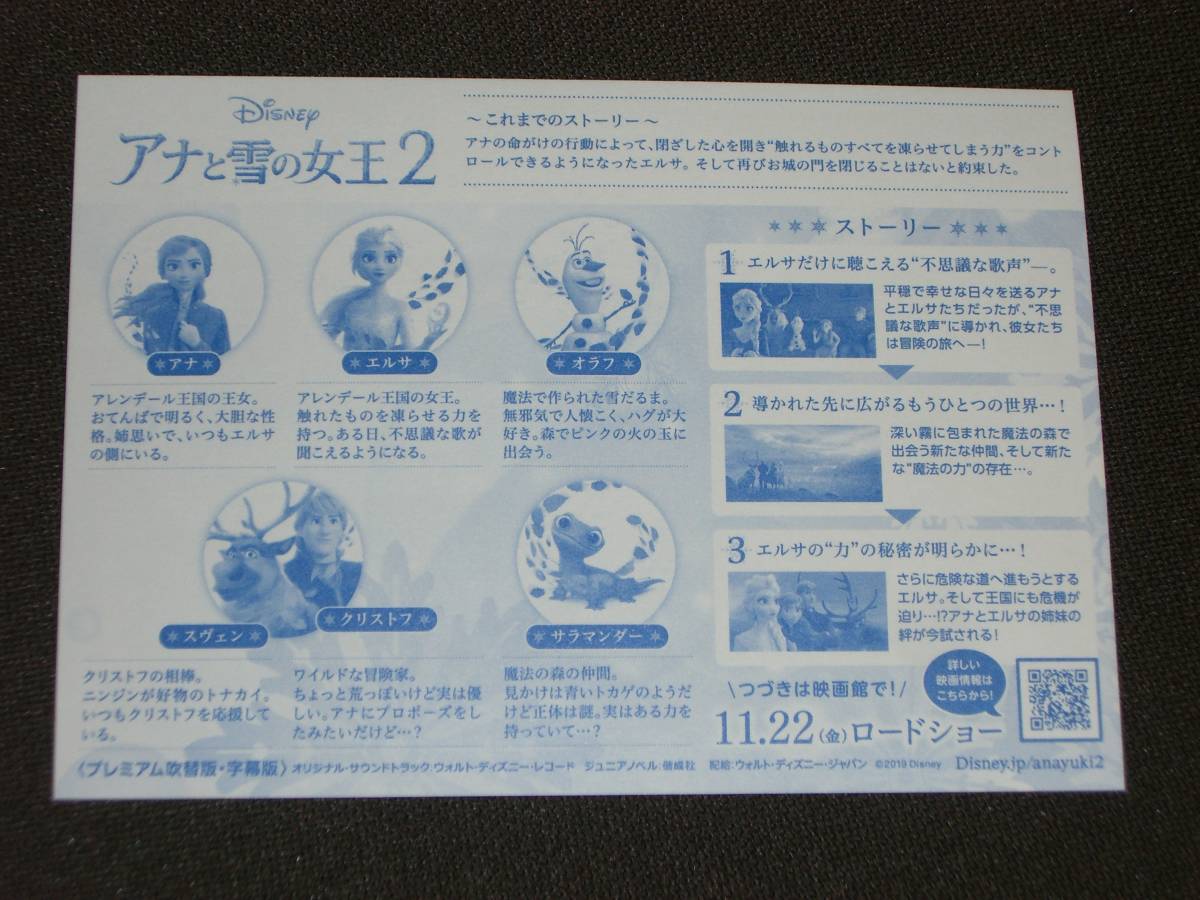 Disney
アナと雪の女王2
～これまでのストーリー～
アナの命がけの行動によって、閉ざした心を開き“触れるものすべてを凍らせてしまう力”をコント
ロールできるようになったエルサ。そして再びお城の門を閉じることはないと約束した。
アナ
アレンデール王国の王女。
おてんばで明るく、大胆な性
格。姉思いで、いつもエルサ
の側にいる。
エルサ
アレンデール王国の女王。
触れたものを凍らせる力を
持つ。ある日、不思議な歌が
聞こえるようになる。
オラフ
魔法で作られた雪だるま。
無邪気で人懐こく、ハグが大
好き。森でピンクの火の玉に
出会う。
スヴェン
クリストフの相棒。
ニンジンが好物のトナカイ。
いつもクリストフを応援して
いる。
クリストフ
ワイルドな冒険家。
ちょっと荒っぽいけど実は優
しい。アナにプロポーズをし
たみたいだけど…?
サラマンダー
魔法の森の仲間。
見かけは青いトカゲのようだ
けど正体は謎。実はある力を
持っていて…?
ストーリー
1 エルサだけに聴こえる“不思議な歌声”―。
平穏で幸せな日々を送るアナ
とエルサたちだったが、“不思
議な歌声”に導かれ、彼女たち
は冒険の旅へ―!
2 導かれた先に広がるもうひとつの世界…!
深い霧に包まれた魔法の森で
出会う新たな仲間、そして新た
な“魔法の力”の存在…。
3 エルサの“力”の秘密が明らかに…!
さらに危険な道へ進もうとする
エルサ。そして王国にも危機が
迫り…!?アナとエルサの姉妹の
絆が今試される!
\つづきは映画館で!/
11.22(金)ロードショー
詳しい
映画情報は
こちらから!
〈プレミアム吹替版・字幕版〉オリジナル・サウンドトラック:ウォルト・ディズニー・レコード ジュニアノベル:偕成社 配給:ウォルト・ディズニー・ジャパン ©2019 Disney Disney.jp/anayuki2